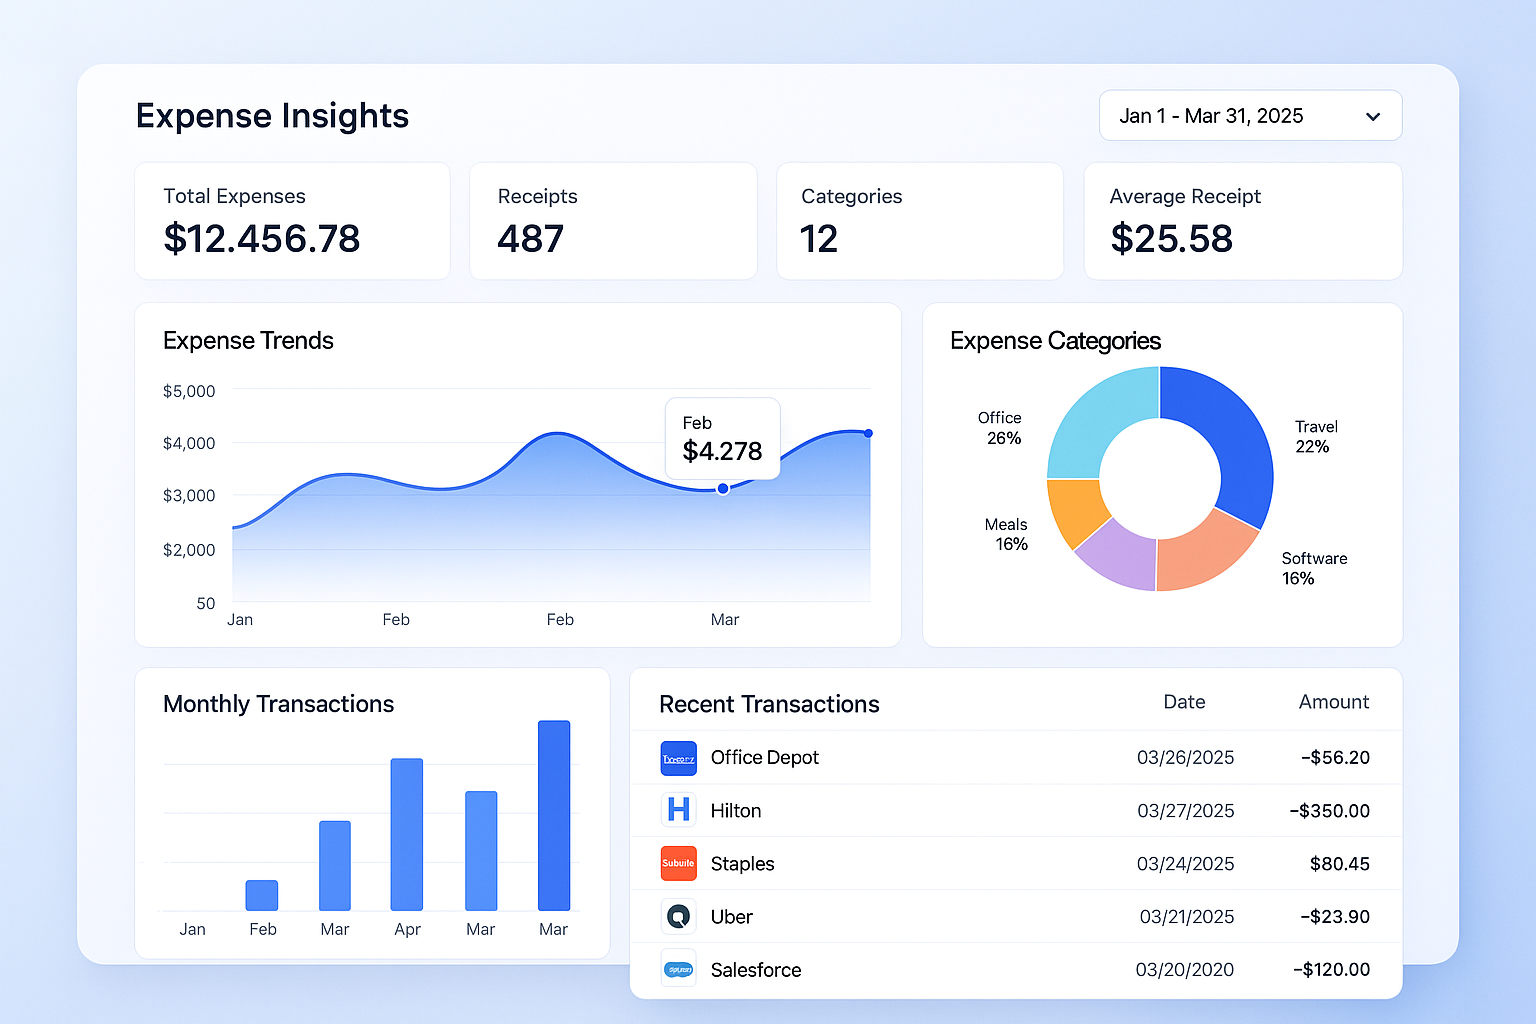 Expense Insights
Jan 1 - Mar 31, 2025
Total Expenses
$12.456.78
Receipts
487
Categories
12
Average Receipt
$25.58
Expense Trends
$5,000
$4,000
$3,000
$2,000
50
Feb
$4.278
Jan Feb Feb Mar
Expense Categories
Office
26%
Travel
22%
Meals
16%
Software
16%
Monthly Transactions
Jan Feb Mar Apr Mar Mar
Recent Transactions Date Amount
Office Depot 03/26/2025 -$56.20
H Hilton 03/27/2025 -$350.00
Staples 03/24/2025 $80.45
Uber 03/21/2025 -$23.90
Salesforce 03/20/2020 -$120.00